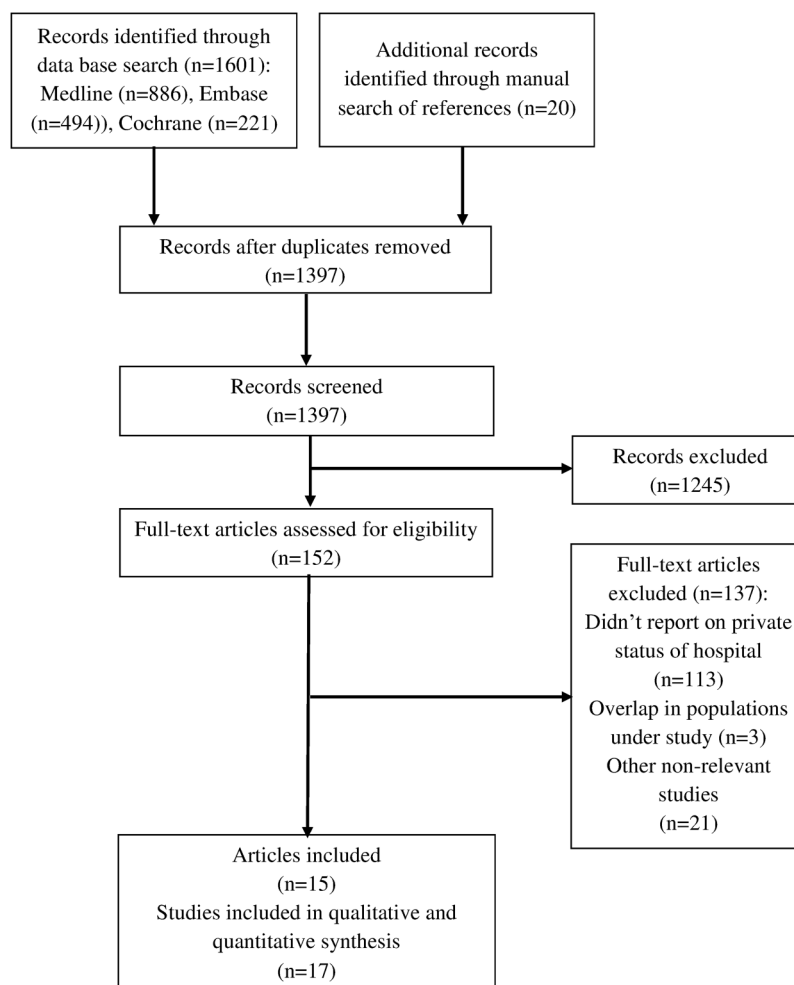 Records identified through
data base search (n=1601):
Medline (n=886), Embase
(n=494)), Cochrane (n=221)
Additional records
identified through manual
search of references (n=20)
Records after duplicates removed
(n=1397)
Records screened
(n=1397)
Records excluded
(n=1245)
Full-text articles assessed for eligibility
(n=152)
Full-text articles
excluded (n=137):
Didn’t report on private
status of hospital
(n=113)
Overlap in populations
under study (n=3)
Other non-relevant
studies
(n=21)
Articles included
(n=15)
Studies included in qualitative and
quantitative synthesis
(n=17)